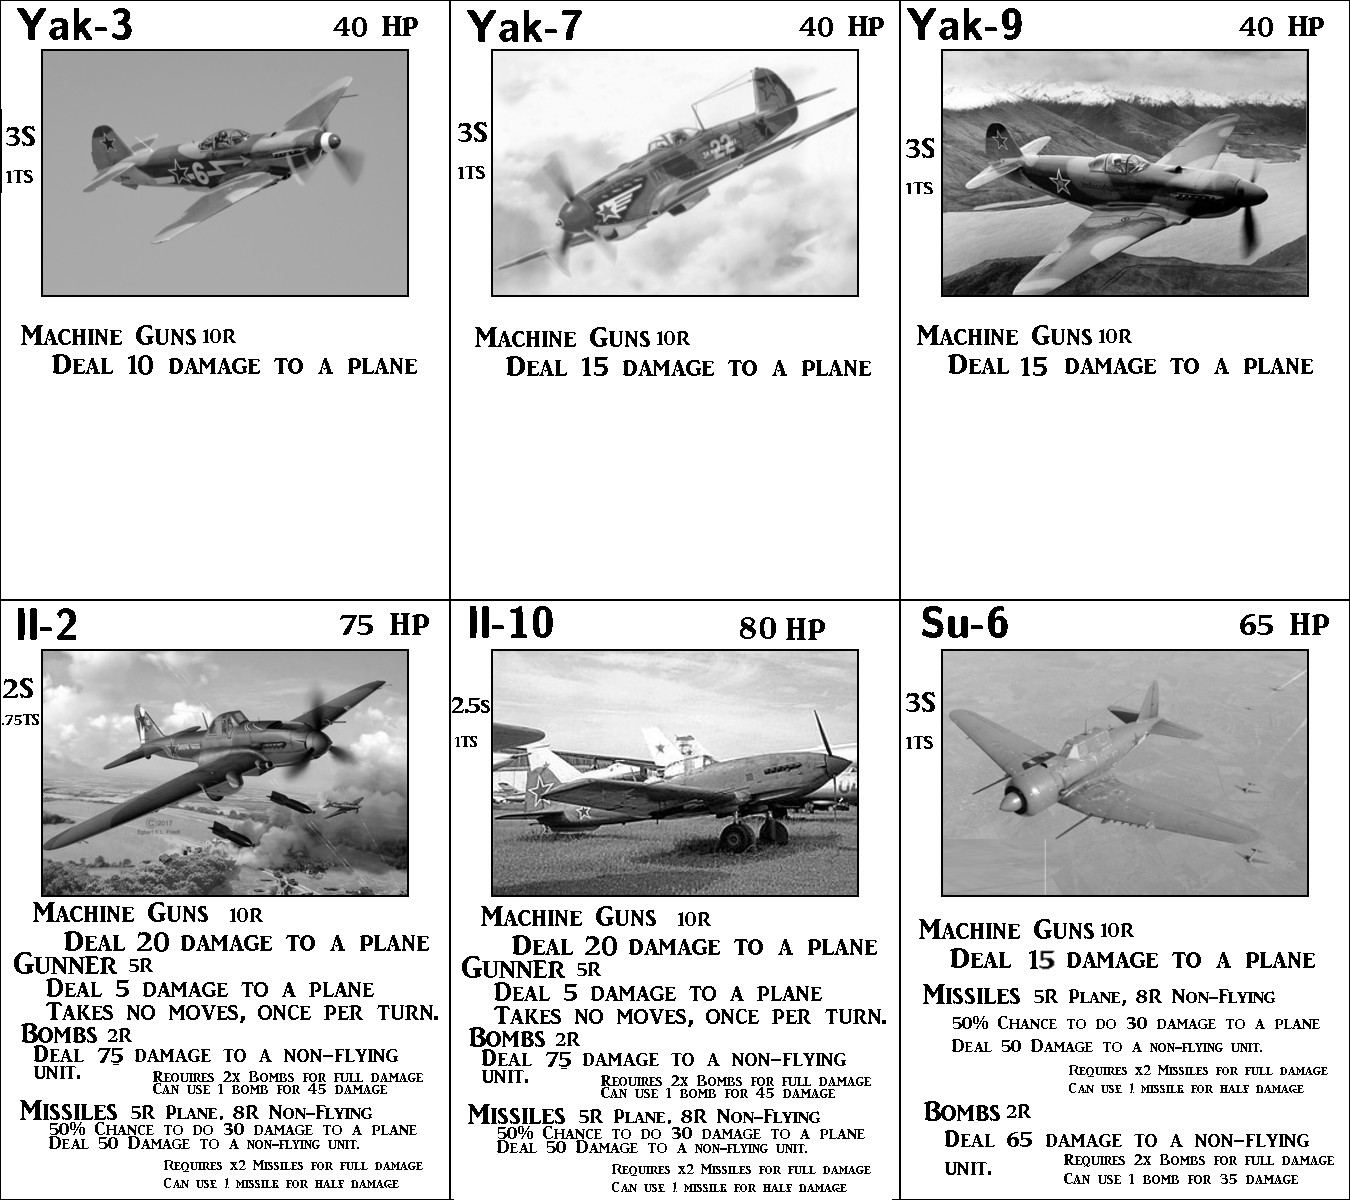 Yak-3 40 HP
3S
1TS
-6
Machine Guns 10R
Deal 10 damage to a plane
Yak-7 40 HP
3S
1TS
22
Machine Guns 10R
Deal 15 damage to a plane
Yak-9 40 HP
3S
1TS
Machine Guns 10R
Deal 15 damage to a plane
Il-2 75 HP
2S
.75TS
©2017
Machine Guns 10R
Deal 20 damage to a plane
Gunner 5R
Deal 5 damage to a plane
Takes no moves, once per turn.
Bombs 2R
Deal 75 damage to a non-flying
unit.
Requires 2x Bombs for full damage
Can use 1 bomb for 45 damage
Missiles 5R Plane, 8R Non-Flying
50% Chance to do 30 damage to a plane
Deal 50 Damage to a non-flying unit.
Requires x2 Missiles for full damage
Can use 1 missile for half damage
Il-10 80 HP
2.5S
1TS
Machine Guns 10R
Deal 20 damage to a plane
Gunner 5R
Deal 5 damage to a plane
Takes no moves, once per turn.
Bombs 2R
Deal 75 damage to a non-flying
unit.
Requires 2x Bombs for full damage
Can use 1 bomb for 45 damage
Missiles 5R Plane, 8R Non-Flying
50% Chance to do 30 damage to a plane
Deal 50 Damage to a non-flying unit.
Requires x2 Missiles for full damage
Can use 1 missile for half damage
Su-6 65 HP
3S
1TS
Machine Guns 10R
Deal 15 damage to a plane
Missiles 5R Plane, 8R Non-Flying
50% Chance to do 30 damage to a plane
Deal 50 Damage to a non-flying unit.
Requires x2 Missiles for full damage
Can use 1 missile for half damage
Bombs 2R
Deal 65 damage to a non-flying
unit.
Requires 2x Bombs for full damage
Can use 1 bomb for 35 damage